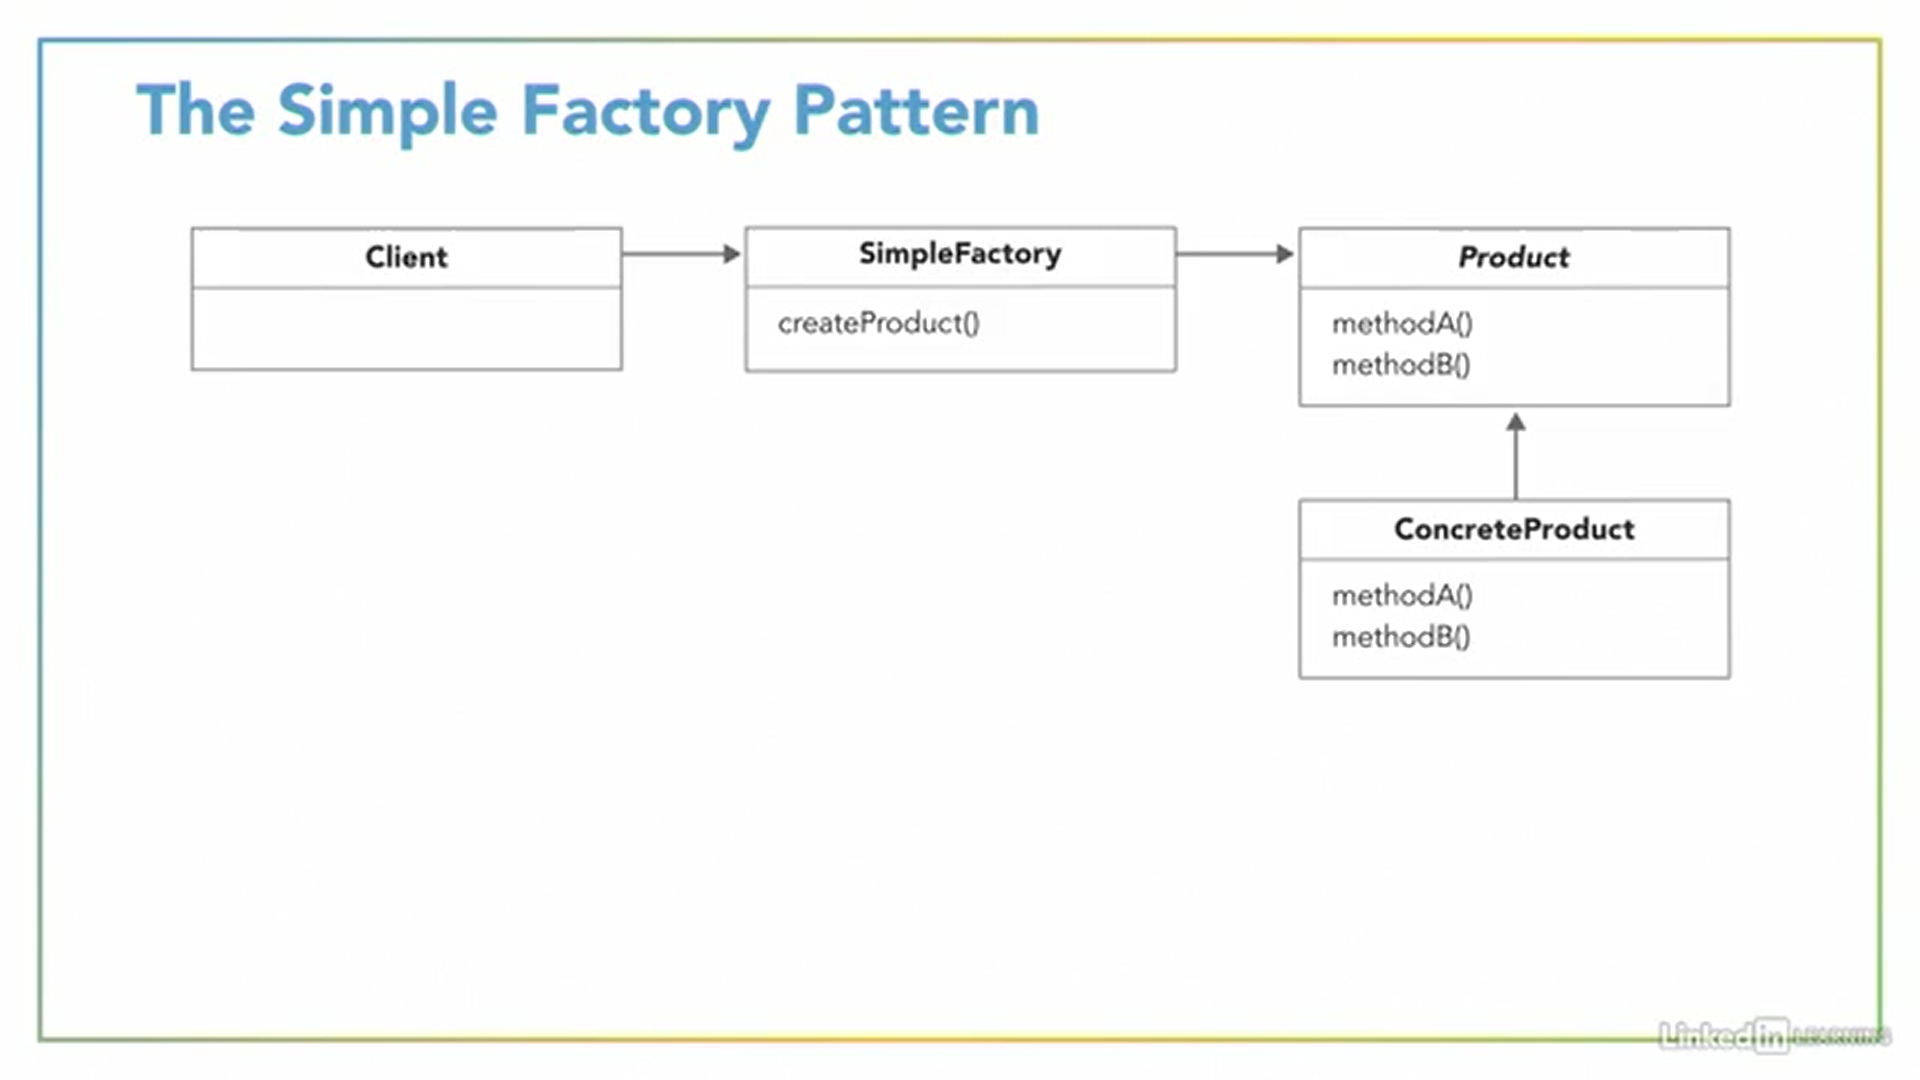 The Simple Factory Pattern
Client
SimpleFactory
createProduct()
Product
methodA()
methodB()
ConcreteProduct
methodA()
methodB()
Linked in LEARNING